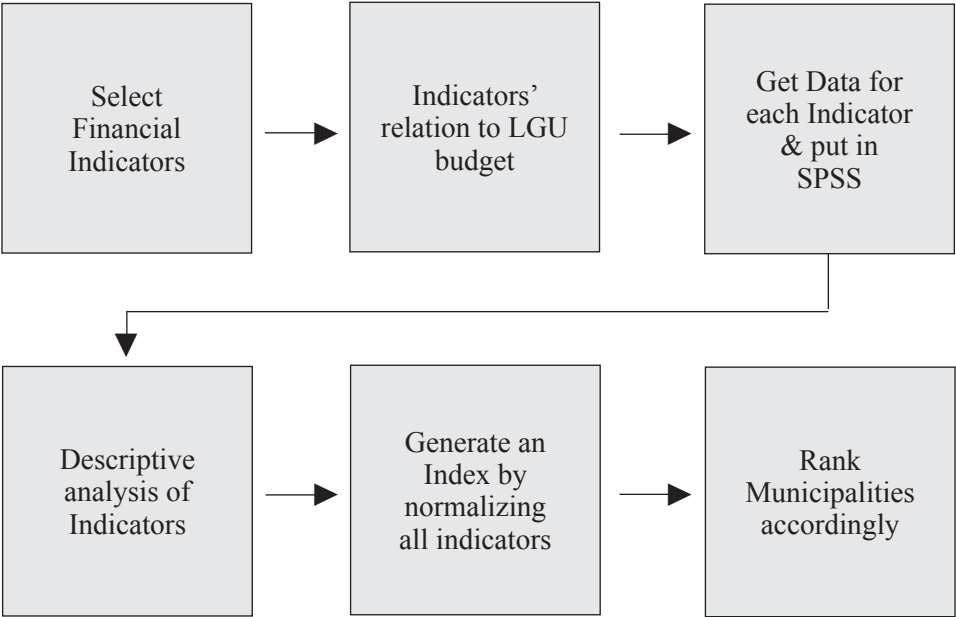 Select
Financial
Indicators
Indicators’
relation to LGU
budget
Get Data for
each Indicator
& put in
SPSS
Descriptive
analysis of
Indicators
Generate an
Index by
normalizing
all indicators
Rank
Municipalities
accordingly